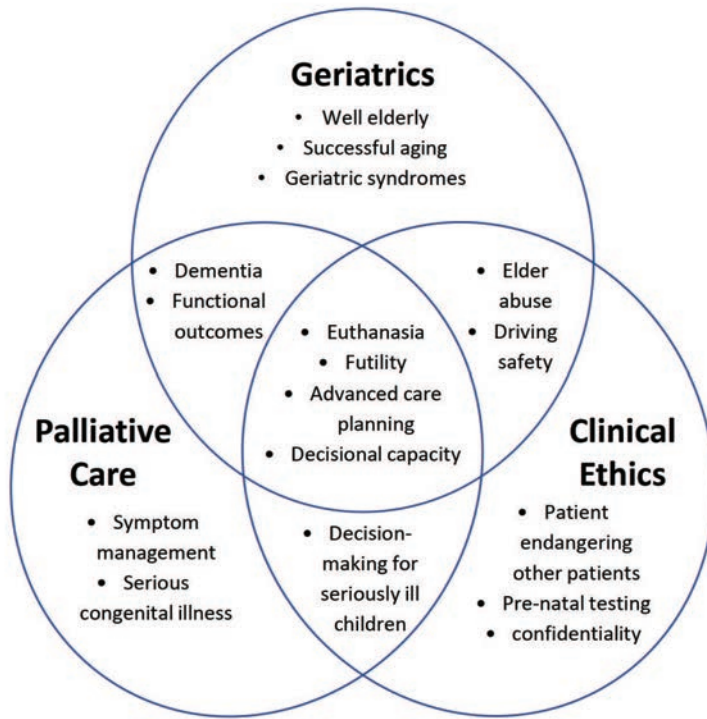 Geriatrics
• Well elderly
• Successful aging
• Geriatric syndromes
• Dementia
• Functional
outcomes
• Elder
abuse
• Driving
safety
• Euthanasia
• Futility
• Advanced care
planning
• Decisional capacity
Palliative
Care
• Symptom
management
• Serious
congenital illness
Clinical
Ethics
• Patient
endangering
other patients
• Pre-natal testing
• confidentiality
• Decision-
making for
seriously ill
children